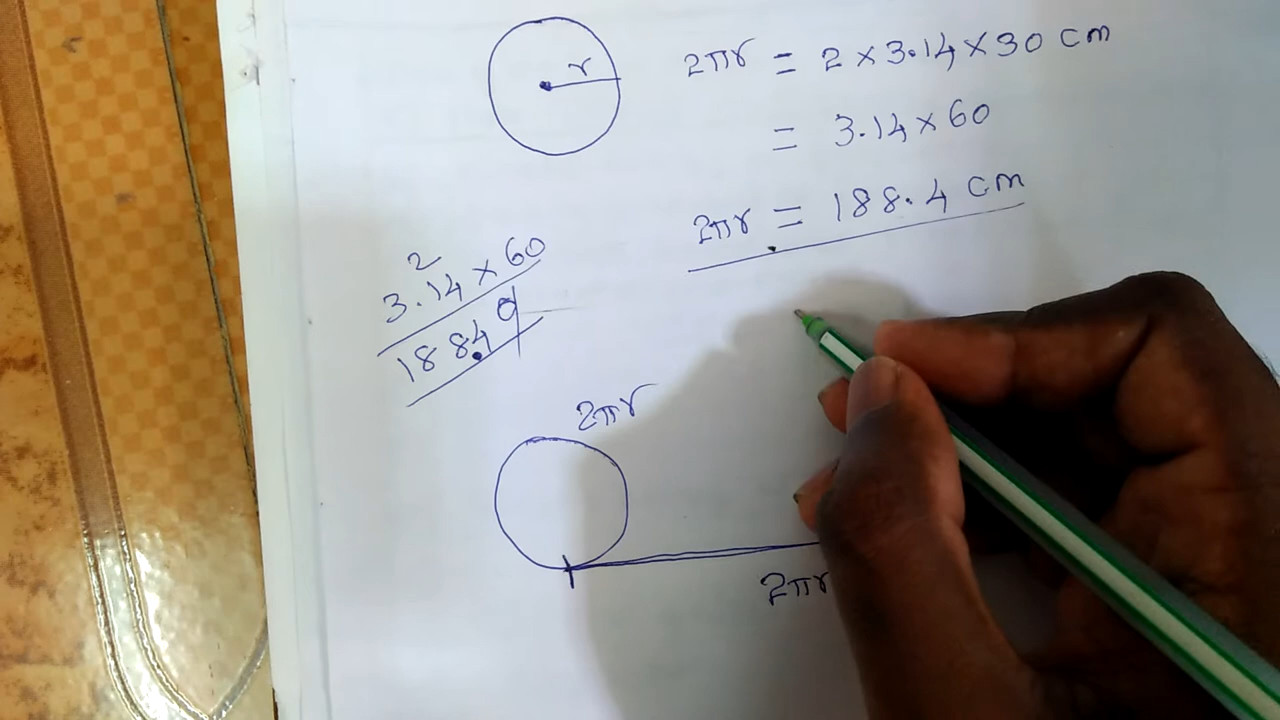 r
2πr = 2 × 3.14 × 30 cm
= 3.14 × 60
2πr = 188.4 cm
2
3.14 × 60
188.40
2πr
2πr